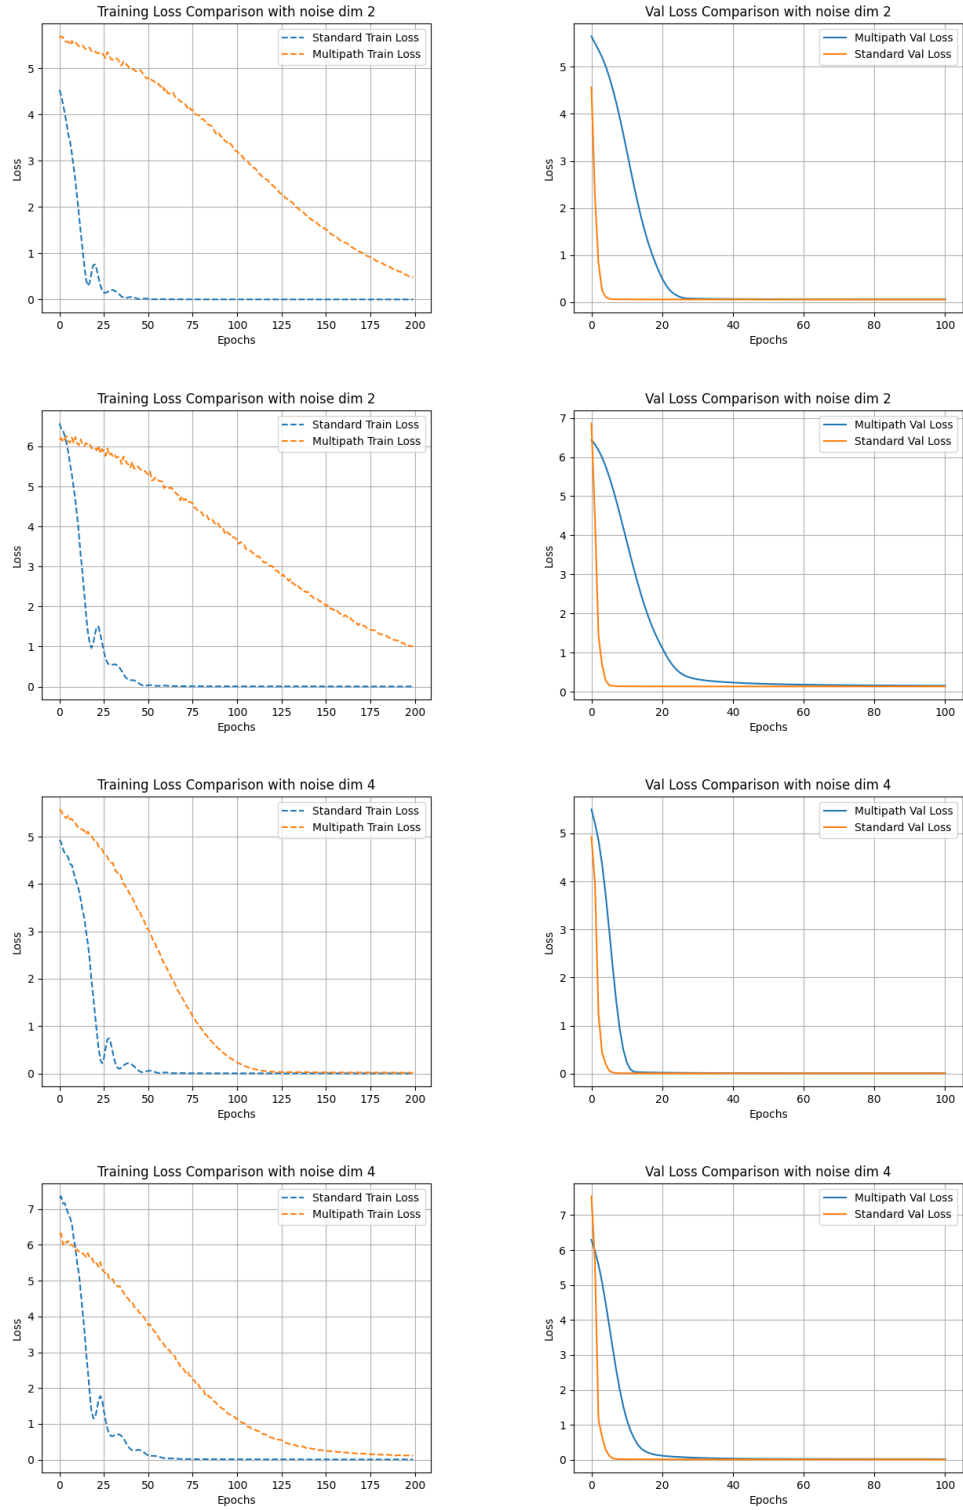 Training Loss Comparison with noise dim 2
Standard Train Loss
Multipath Train Loss
5
4
3
2
1
0
Loss
0 25 50 75 100 125 150 175 200
Epochs
Val Loss Comparison with noise dim 2
Multipath Val Loss
Standard Val Loss
5
4
3
2
1
0
Loss
0 20 40 60 80 100
Epochs
Training Loss Comparison with noise dim 2
Standard Train Loss
Multipath Train Loss
6
5
4
3
2
1
0
Loss
0 25 50 75 100 125 150 175 200
Epochs
Val Loss Comparison with noise dim 2
Multipath Val Loss
Standard Val Loss
7
6
5
4
3
2
1
0
Loss
0 20 40 60 80 100
Epochs
Training Loss Comparison with noise dim 4
Standard Train Loss
Multipath Train Loss
5
4
3
2
1
0
Loss
0 25 50 75 100 125 150 175 200
Epochs
Val Loss Comparison with noise dim 4
Multipath Val Loss
Standard Val Loss
5
4
3
2
1
0
Loss
0 20 40 60 80 100
Epochs
Training Loss Comparison with noise dim 4
Standard Train Loss
Multipath Train Loss
7
6
5
4
3
2
1
0
Loss
0 25 50 75 100 125 150 175 200
Epochs
Val Loss Comparison with noise dim 4
Multipath Val Loss
Standard Val Loss
7
6
5
4
3
2
1
0
Loss
0 20 40 60 80 100
Epochs